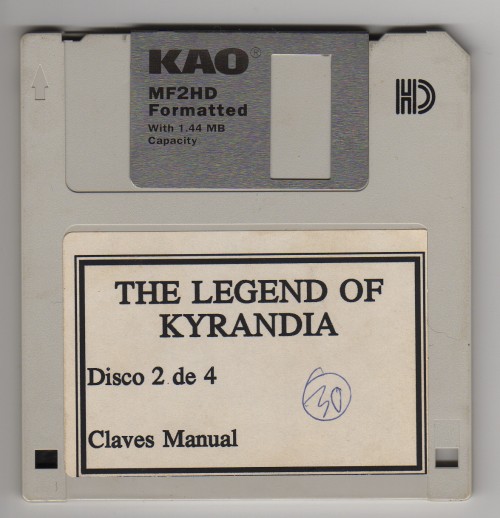 KAO®
MF2HD
Formatted
With 1.44 MB
Capacity
HD
THE LEGEND OF
KYRANDIA
Disco 2 de 4
30
Claves Manual